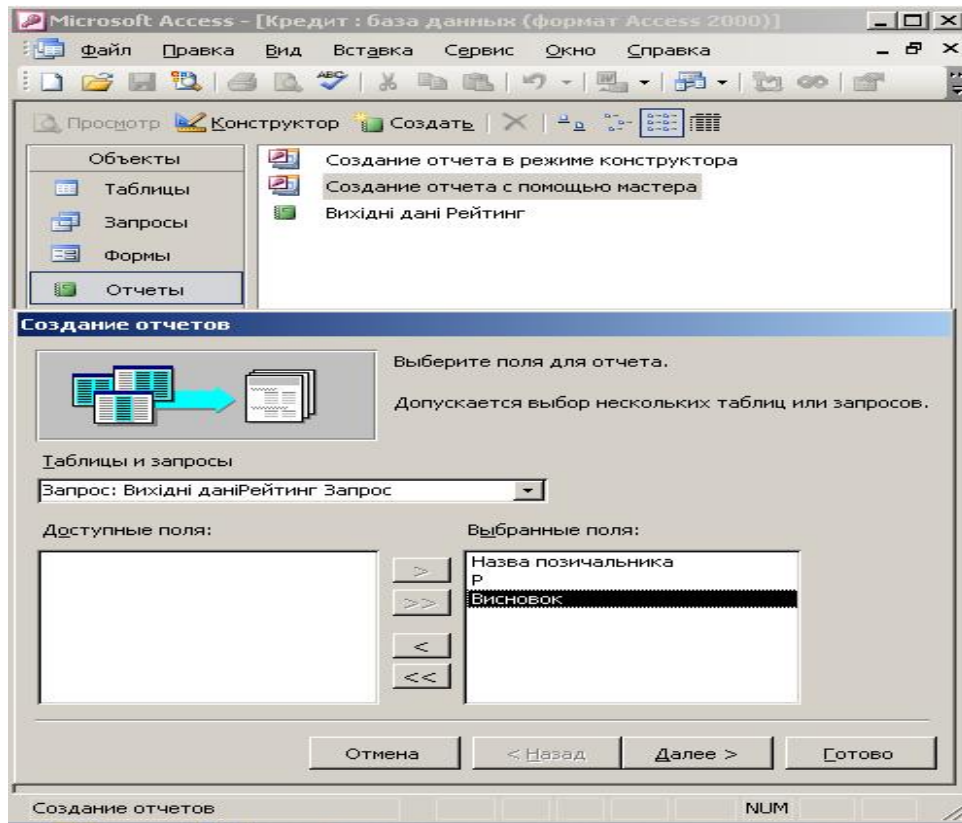 Microsoft Access - [Кредит : база данных (формат Access 2000)]
Файл Правка Вид Вставка Сервис Окно Справка
Просмотр Конструктор Создать
Объекты
Таблицы
Запросы
Формы
Отчеты
Создание отчета в режиме конструктора
Создание отчета с помощью мастера
Вихідні дані Рейтинг
Создание отчетов
Выберите поля для отчета.
Допускается выбор нескольких таблиц или запросов.
Таблицы и запросы
Запрос: Вихідні даніРейтинг Запрос
Доступные поля:
Выбранные поля:
Назва позичальника
Р
Висновок
>
>>
<
<<
Отмена
< Назад
Далее >
Готово
Создание отчетов
NUM